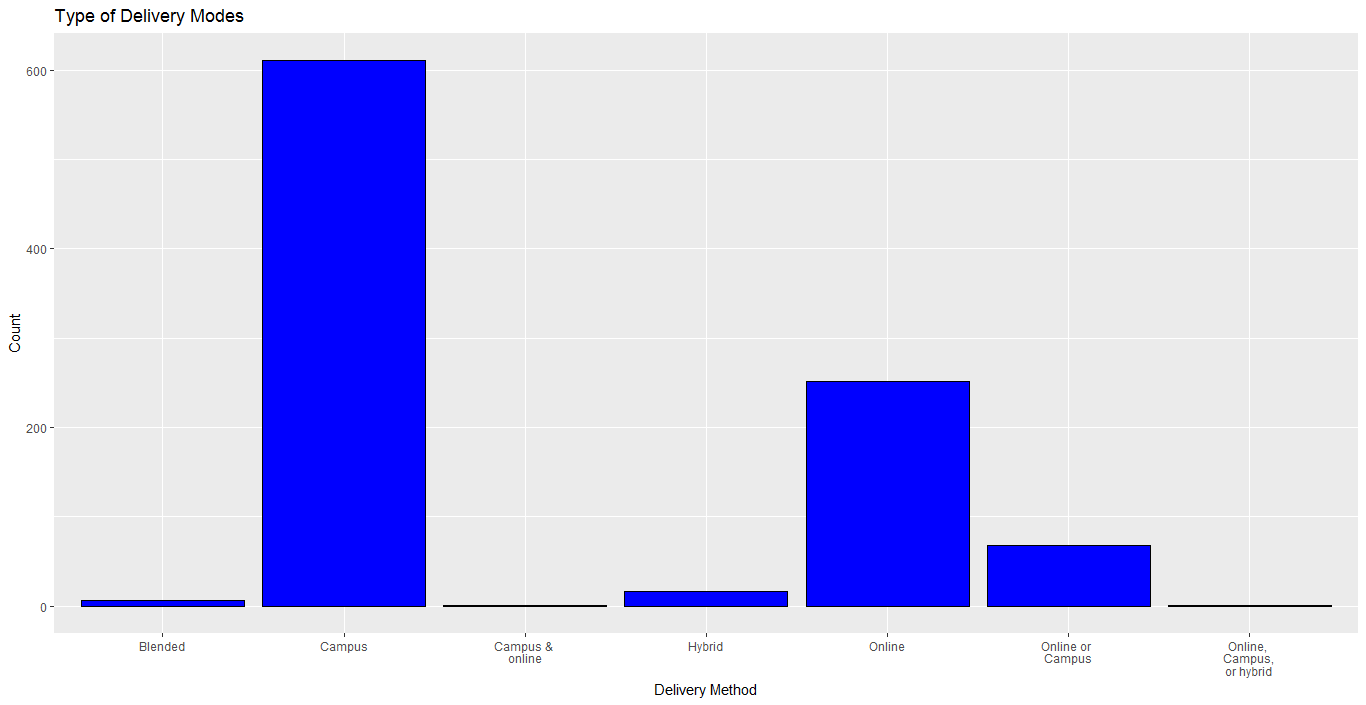 Type of Delivery Modes
600
400
200
0
Count
Blended
Campus
Campus &
online
Hybrid
Online
Online or
Campus
Online,
Campus,
or hybrid
Delivery Method